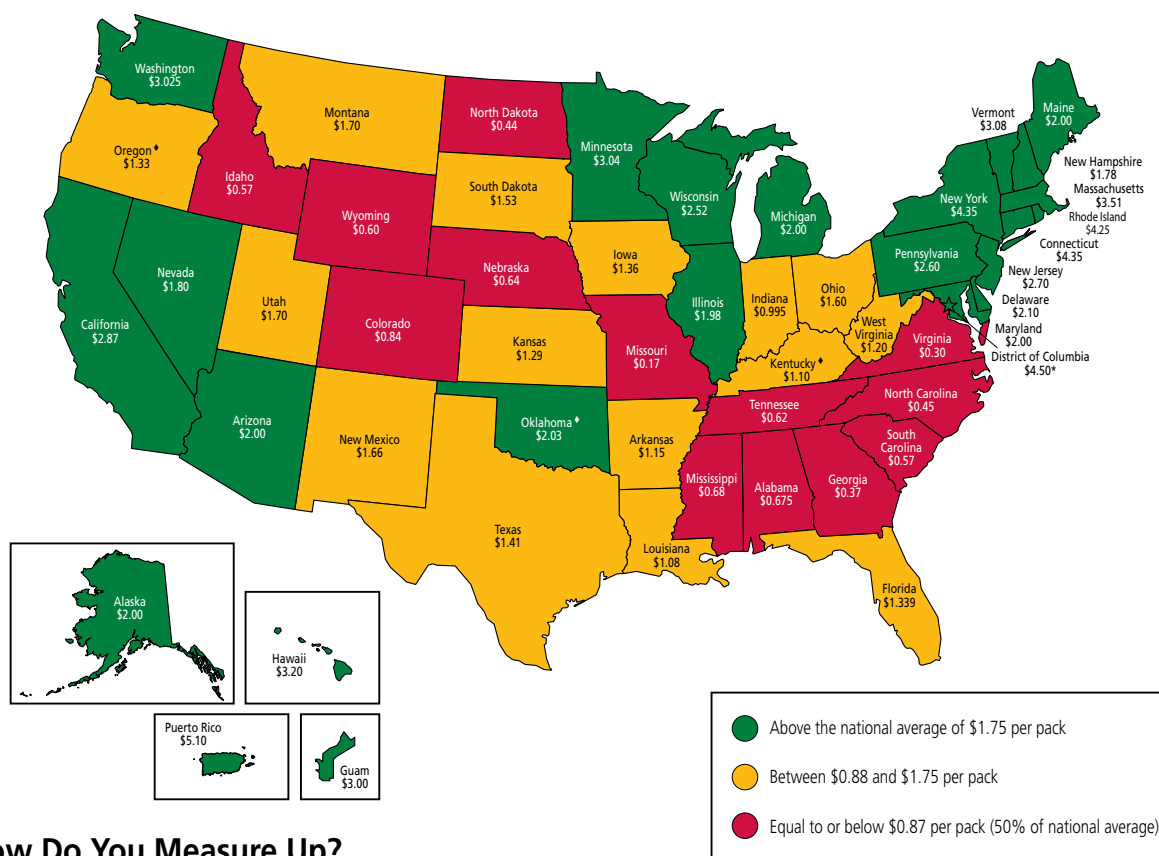 Washington
$3.025
Oregon♦
$1.33
Idaho
$0.57
Montana
$1.70
North Dakota
$0.44
Minnesota
$3.04
South Dakota
$1.53
Wyoming
$0.60
Wisconsin
$2.52
Michigan
$2.00
Vermont
$3.08
Maine
$2.00
New Hampshire
$1.78
Massachusetts
$3.51
New York
$4.35
Rhode Island
$4.25
Connecticut
$4.35
Pennsylvania
$2.60
New Jersey
$2.70
Delaware
$2.10
Maryland
$2.00
District of Columbia
$4.50*
California
$2.87
Nevada
$1.80
Utah
$1.70
Colorado
$0.84
Nebraska
$0.64
Iowa
$1.36
Illinois
$1.98
Indiana
$0.995
Ohio
$1.60
West
Virginia
$1.20
Virginia
$0.30
Kansas
$1.29
Missouri
$0.17
Kentucky♦
$1.10
Tennessee
$0.62
North Carolina
$0.45
South
Carolina
$0.57
Arizona
$2.00
New Mexico
$1.66
Oklahoma♦
$2.03
Arkansas
$1.15
Mississippi
$0.68
Alabama
$0.675
Georgia
$0.37
Texas
$1.41
Louisiana
$1.08
Florida
$1.339
Alaska
$2.00
Hawaii
$3.20
Puerto Rico
$5.10
Guam
$3.00
Above the national average of $1.75 per pack
Between $0.88 and $1.75 per pack
Equal to or below $0.87 per pack (50% of national average)
ow Do You Measure Up?